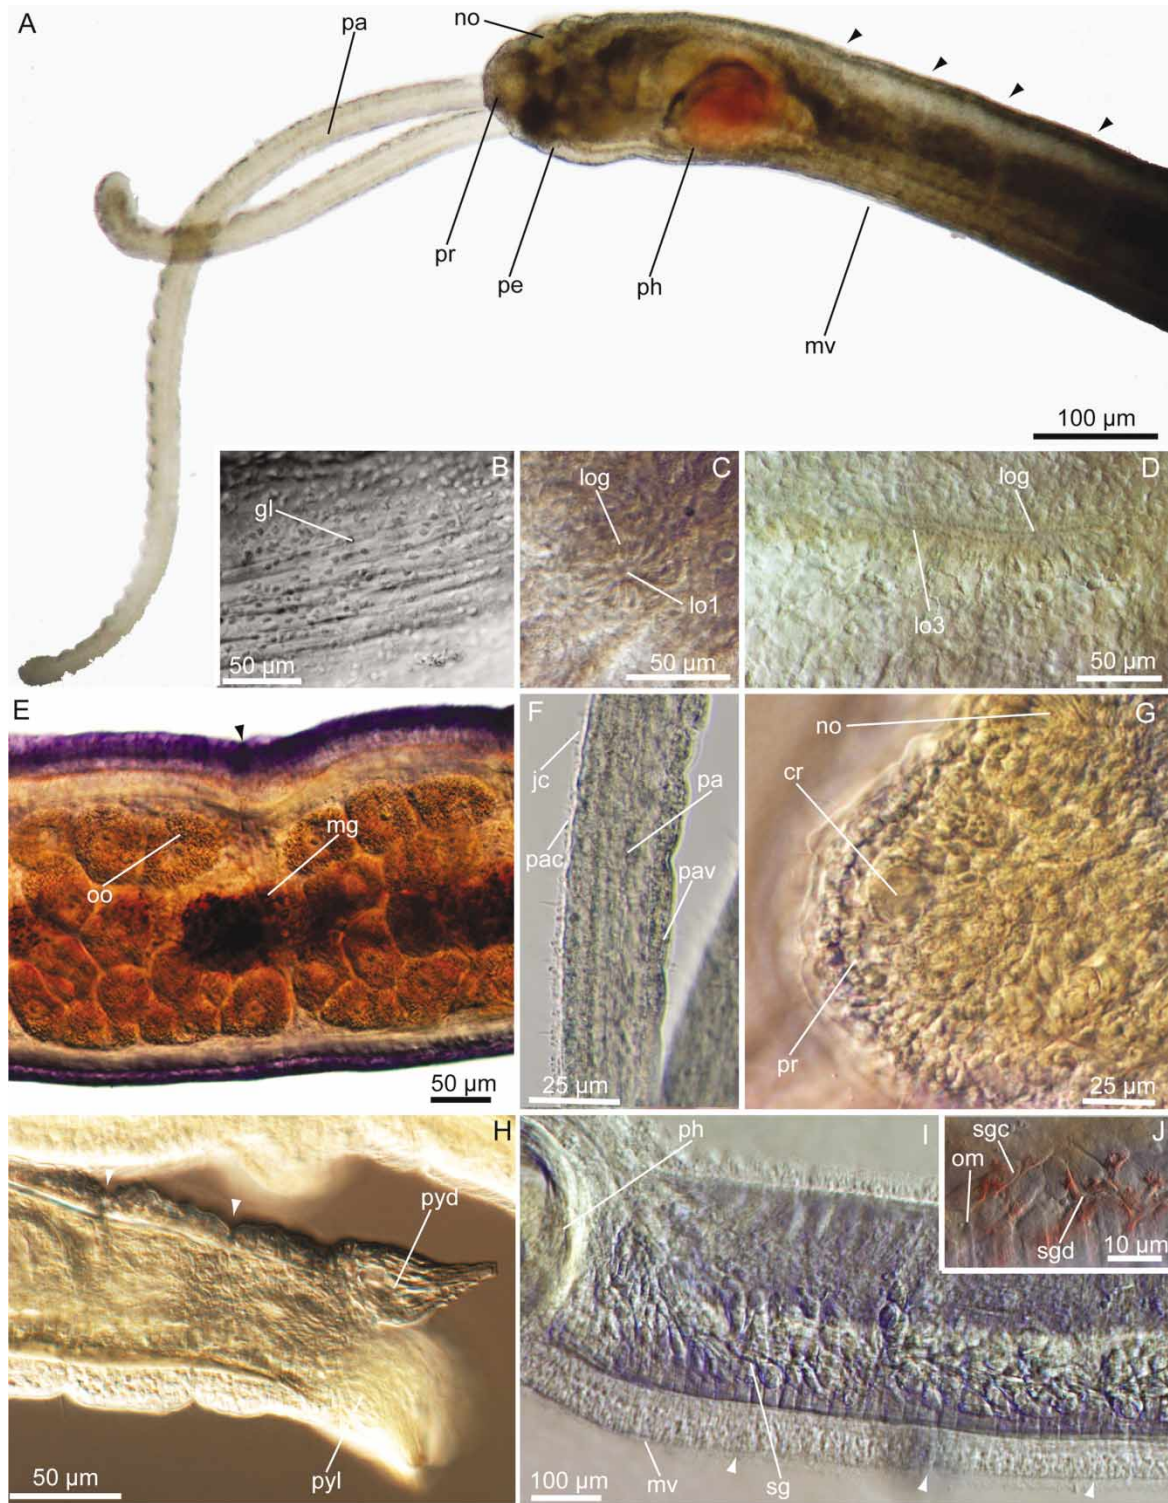 A
pa
no
pr
pe
ph
mv
100 µm
B
gl
50 µm
C
log
lo1
50 µm
D
log
lo3
50 µm
E
oo
mg
50 µm
F
jc
pa
pac
pav
25 µm
G
no
cr
pr
25 µm
H
pyd
pyl
50 µm
I
ph
mv
sg
100 µm
J
sgc
om
sgd
10 µm